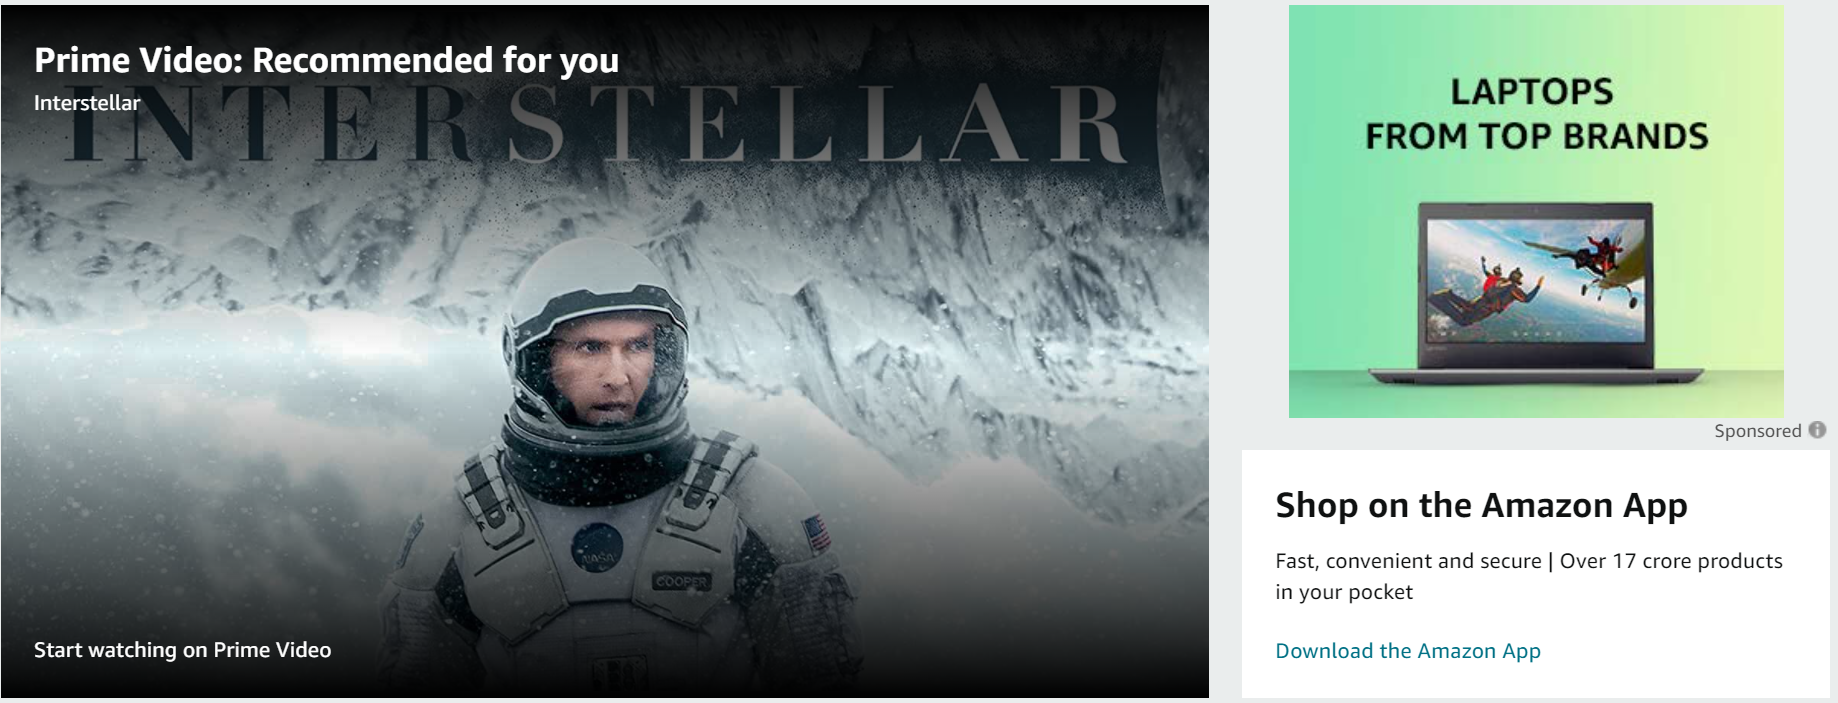 Prime Video: Recommended for you
Interstellar
INTERSTELLAR
NASA
COOPER
Start watching on Prime Video
LAPTOPS
FROM TOP BRANDS
Sponsored
Shop on the Amazon App
Fast, convenient and secure | Over 17 crore products
in your pocket
Download the Amazon App